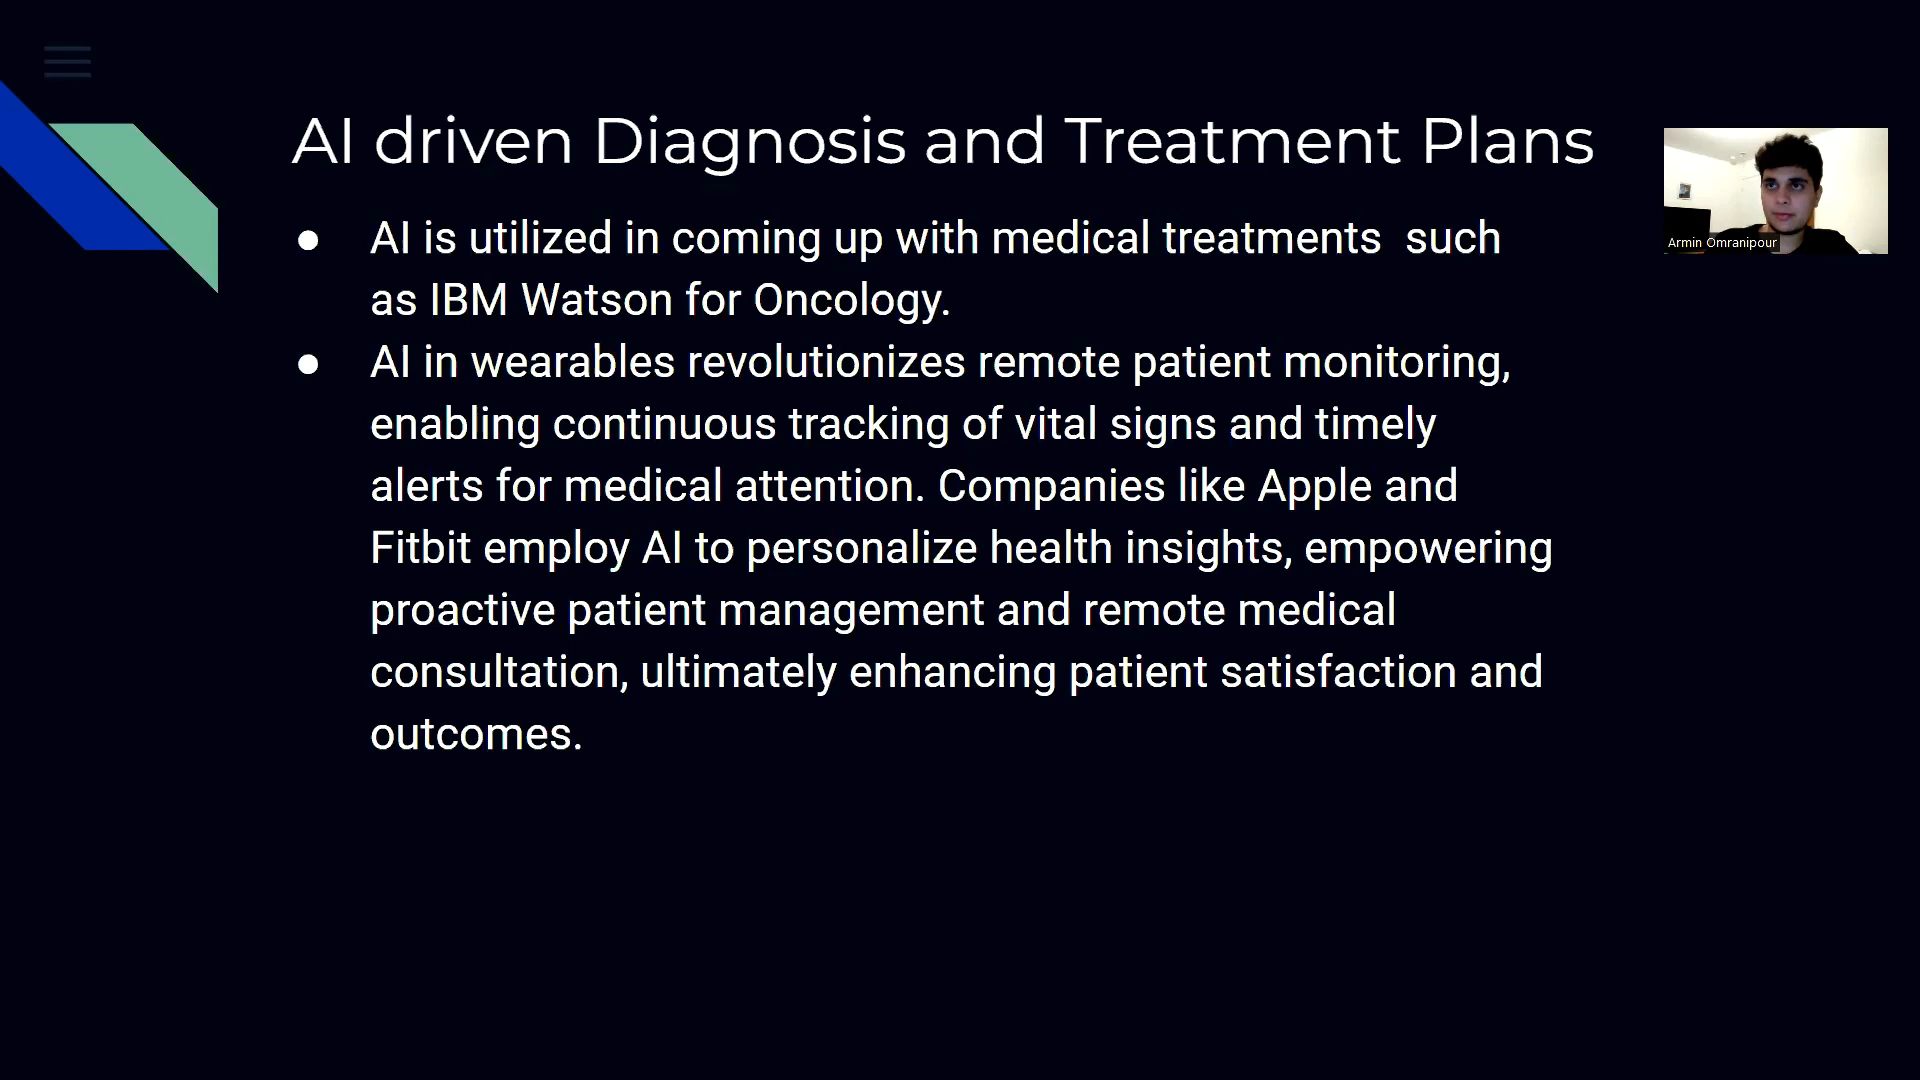 AI driven Diagnosis and Treatment Plans
● AI is utilized in coming up with medical treatments  such
as IBM Watson for Oncology.
● AI in wearables revolutionizes remote patient monitoring,
enabling continuous tracking of vital signs and timely
alerts for medical attention. Companies like Apple and
Fitbit employ AI to personalize health insights, empowering
proactive patient management and remote medical
consultation, ultimately enhancing patient satisfaction and
outcomes.
Armin Omranipour